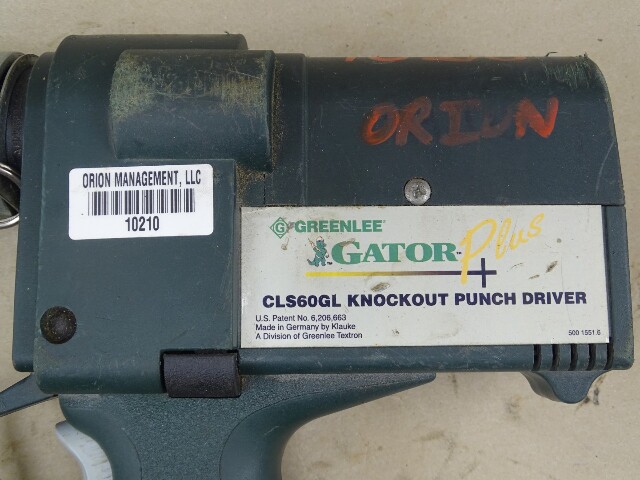 ORION
ORION MANAGEMENT, LLC
10210
G GREENLEE
GATOR Plus
+
CLS60GL KNOCKOUT PUNCH DRIVER
U.S. Patent No. 6,206,663
Made in Germany by Klauke
A Division of Greenlee Textron
500 1551.6